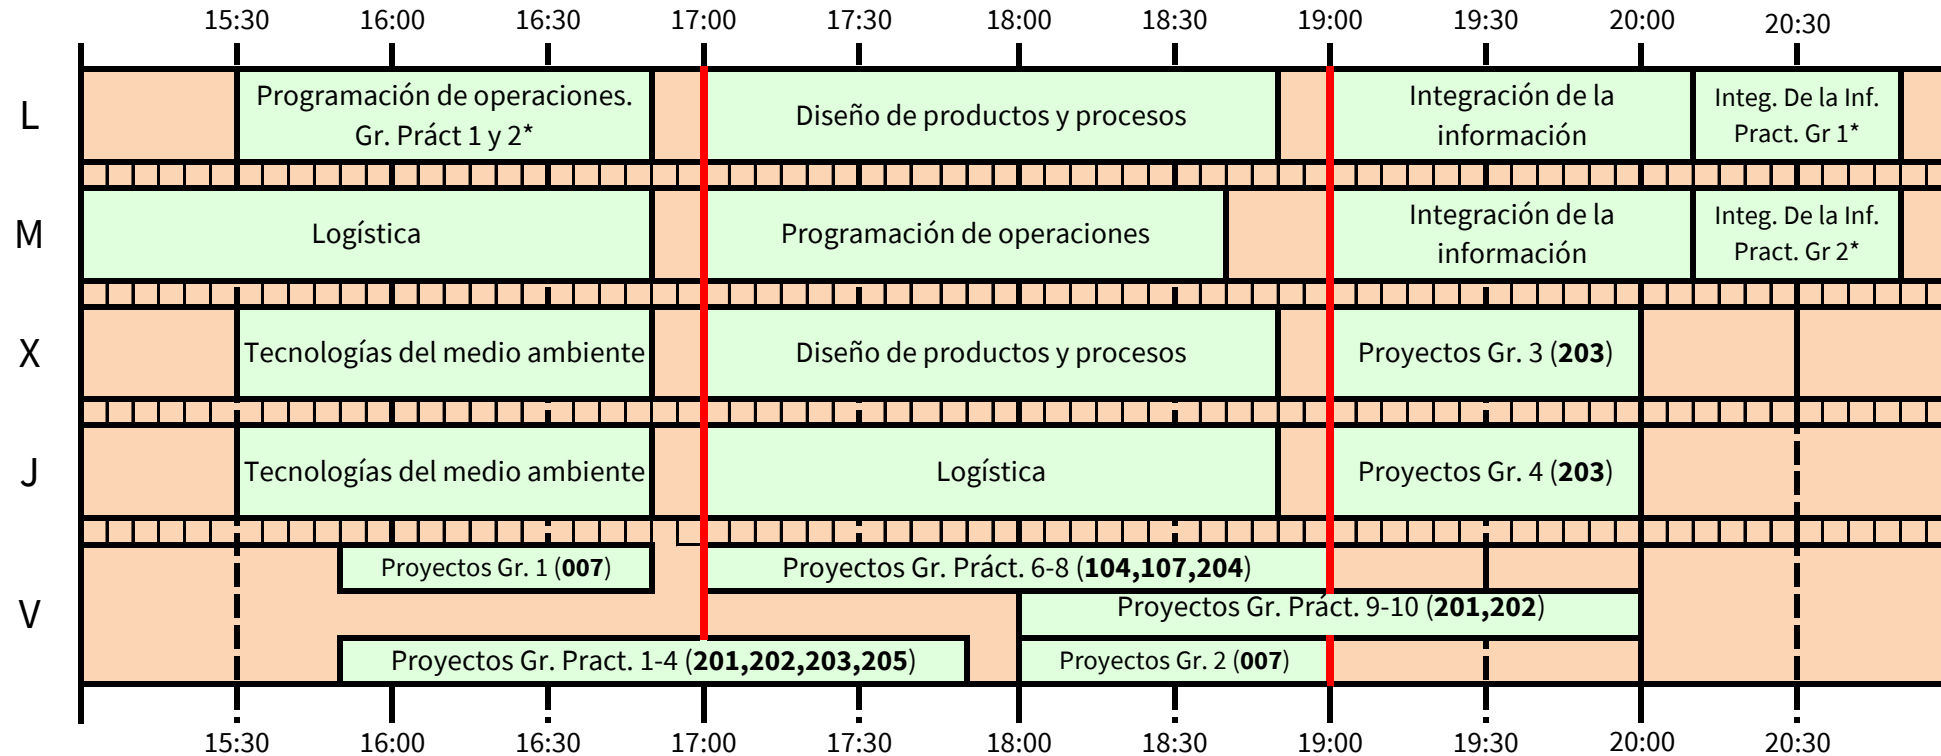 15:30 16:00 16:30 17:00 17:30 18:00 18:30 19:00 19:30 20:00 20:30
L
Programación de operaciones.
Gr. Práct 1 y 2*
Diseño de productos y procesos
Integración de la
información
Integ. De la Inf.
Pract. Gr 1*
M
Logística
Programación de operaciones
Integración de la
información
Integ. De la Inf.
Pract. Gr 2*
X
Tecnologías del medio ambiente
Diseño de productos y procesos
Proyectos Gr. 3 (203)
J
Tecnologías del medio ambiente
Logística
Proyectos Gr. 4 (203)
V
Proyectos Gr. 1 (007)
Proyectos Gr. Práct. 6-8 (104,107,204)
Proyectos Gr. Práct. 9-10 (201,202)
Proyectos Gr. Pract. 1-4 (201,202,203,205)
Proyectos Gr. 2 (007)
15:30 16:00 16:30 17:00 17:30 18:00 18:30 19:00 19:30 20:00 20:30